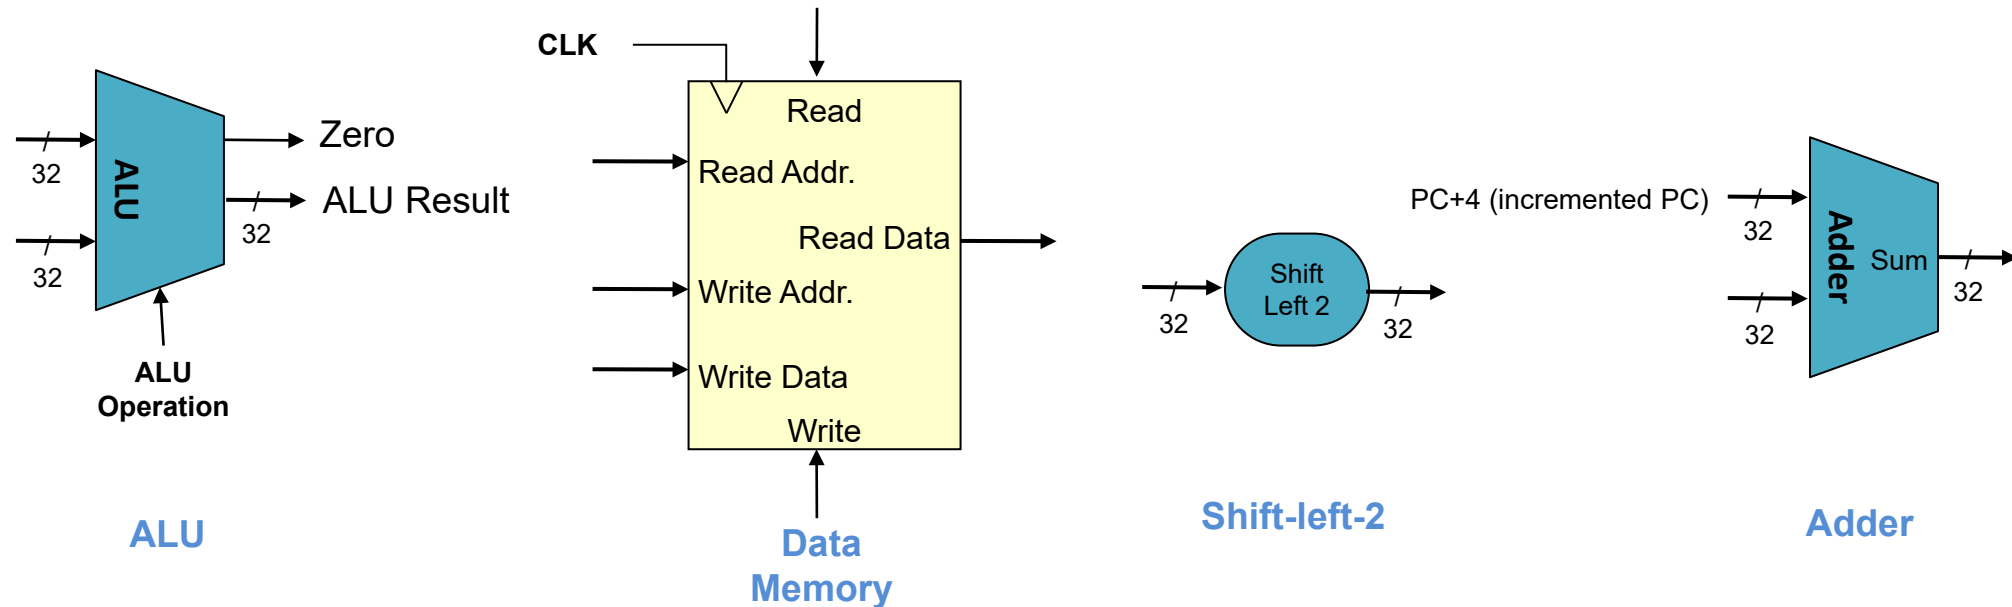 32
32
ALU
Zero
ALU Result
32
ALU
Operation
ALU
CLK
Read
Read Addr.
Read Data
Write Addr.
Write Data
Write
Data
Memory
32
Shift
Left 2
32
Shift-left-2
PC+4 (incremented PC)
32
32
Adder
Sum
32
Adder